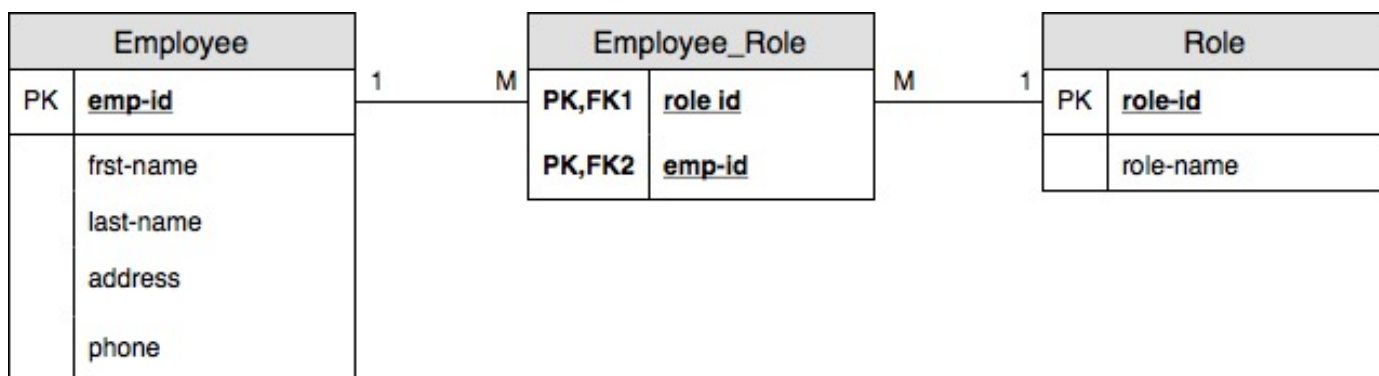 Employee
PK emp-id
frst-name
last-name
address
phone
1 M
Employee_Role
PK,FK1 role id
PK,FK2 emp-id
M 1
Role
PK role-id
role-name